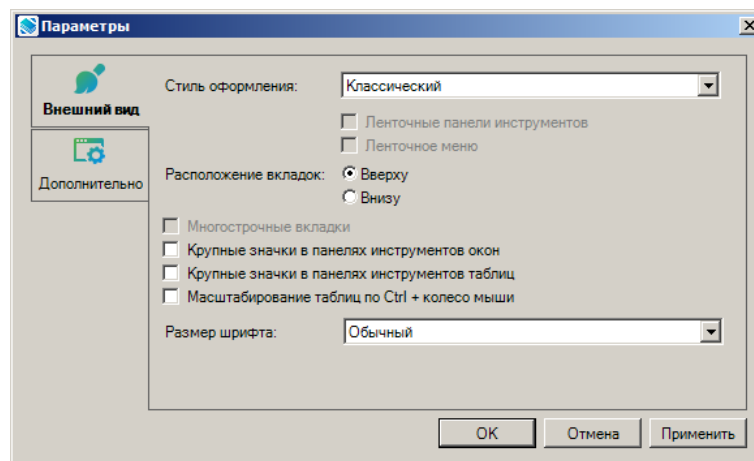 Параметры
Внешний вид
Дополнительно
Стиль оформления: Классический
Ленточные панели инструментов
Ленточное меню
Расположение вкладок: Вверху
Внизу
Многострочные вкладки
Крупные значки в панелях инструментов окон
Крупные значки в панелях инструментов таблиц
Масштабирование таблиц по Ctrl + колесо мыши
Размер шрифта: Обычный
OK Отмена Применить